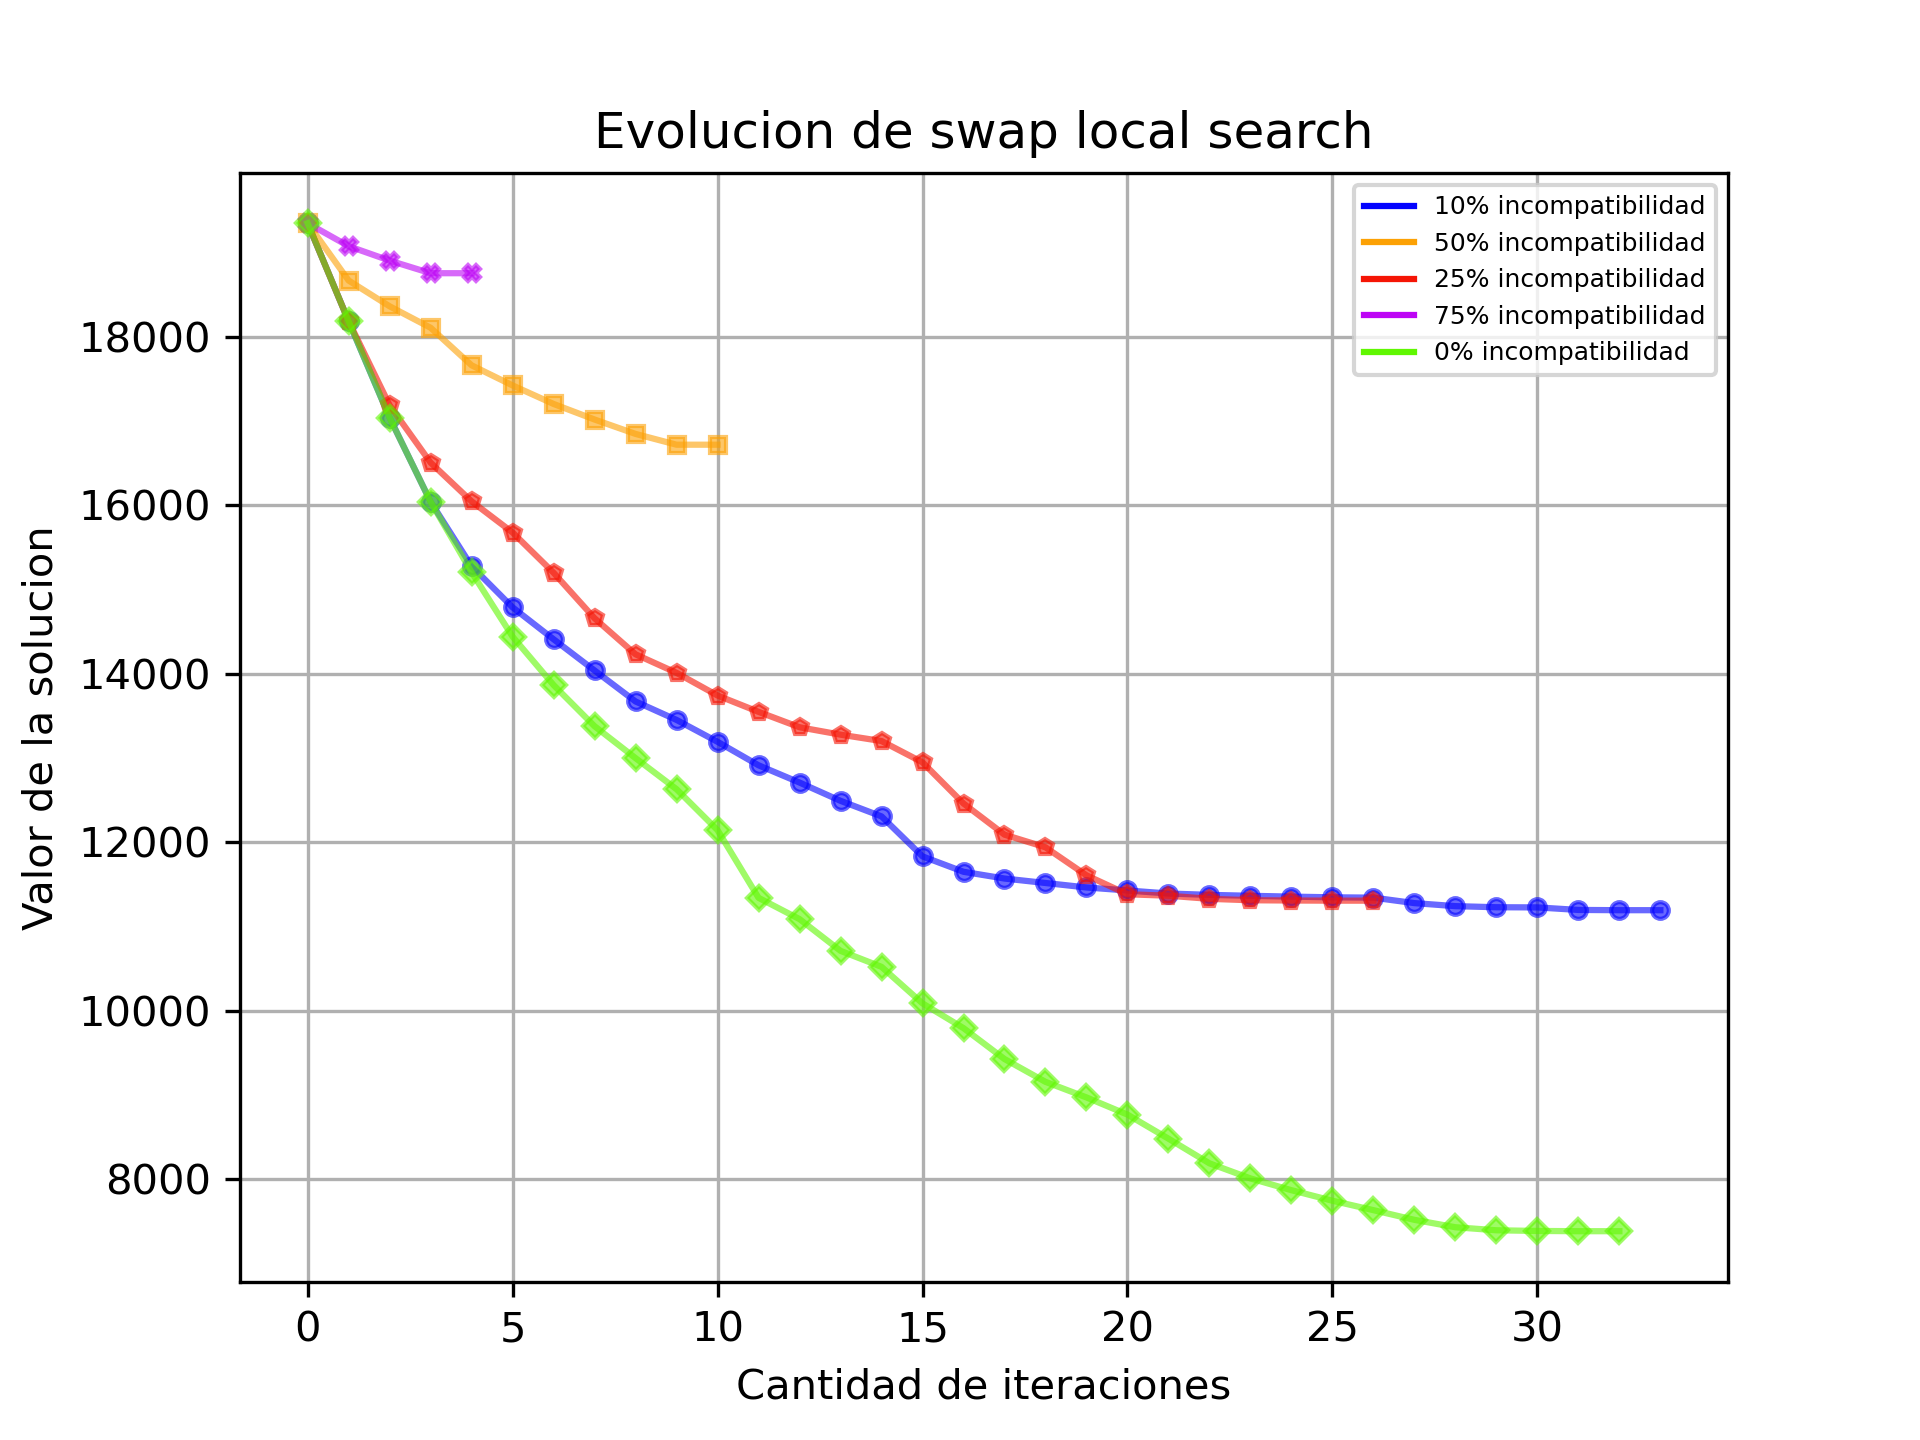 Evolucion de swap local search
10% incompatibilidad
50% incompatibilidad
25% incompatibilidad
75% incompatibilidad
0% incompatibilidad
Valor de la solucion
18000
16000
14000
12000
10000
8000
0 5 10 15 20 25 30
Cantidad de iteraciones